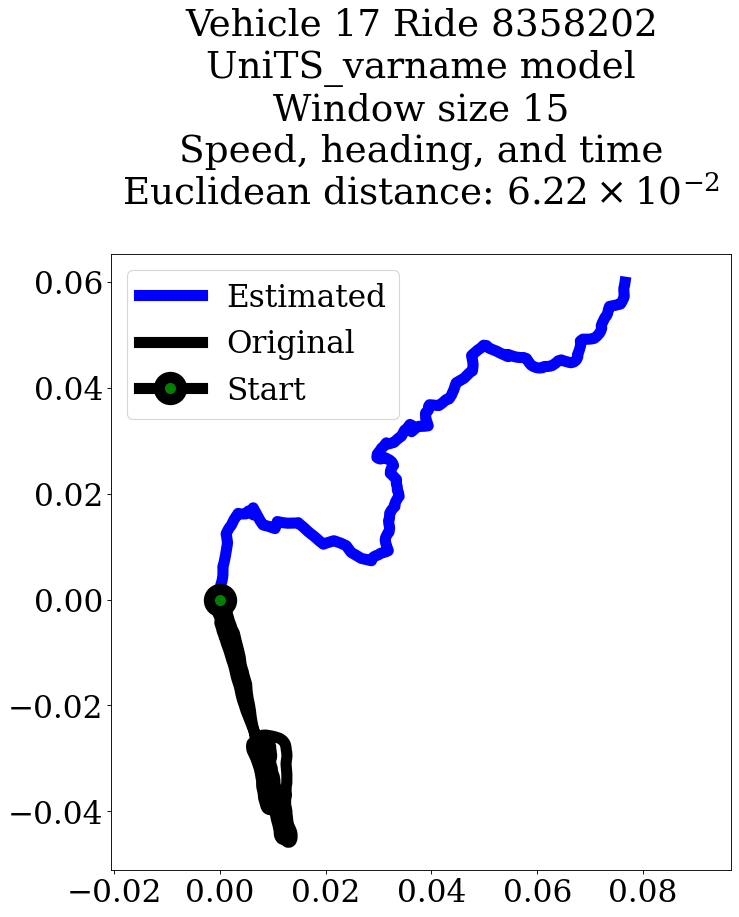 Vehicle 17 Ride 8358202
UniTS_varname model
Window size 15
Speed, heading, and time
Euclidean distance: 6.22 × 10⁻²
Estimated
Original
Start
0.06
0.04
0.02
0.00
−0.02
−0.04
−0.02 0.00 0.02 0.04 0.06 0.08